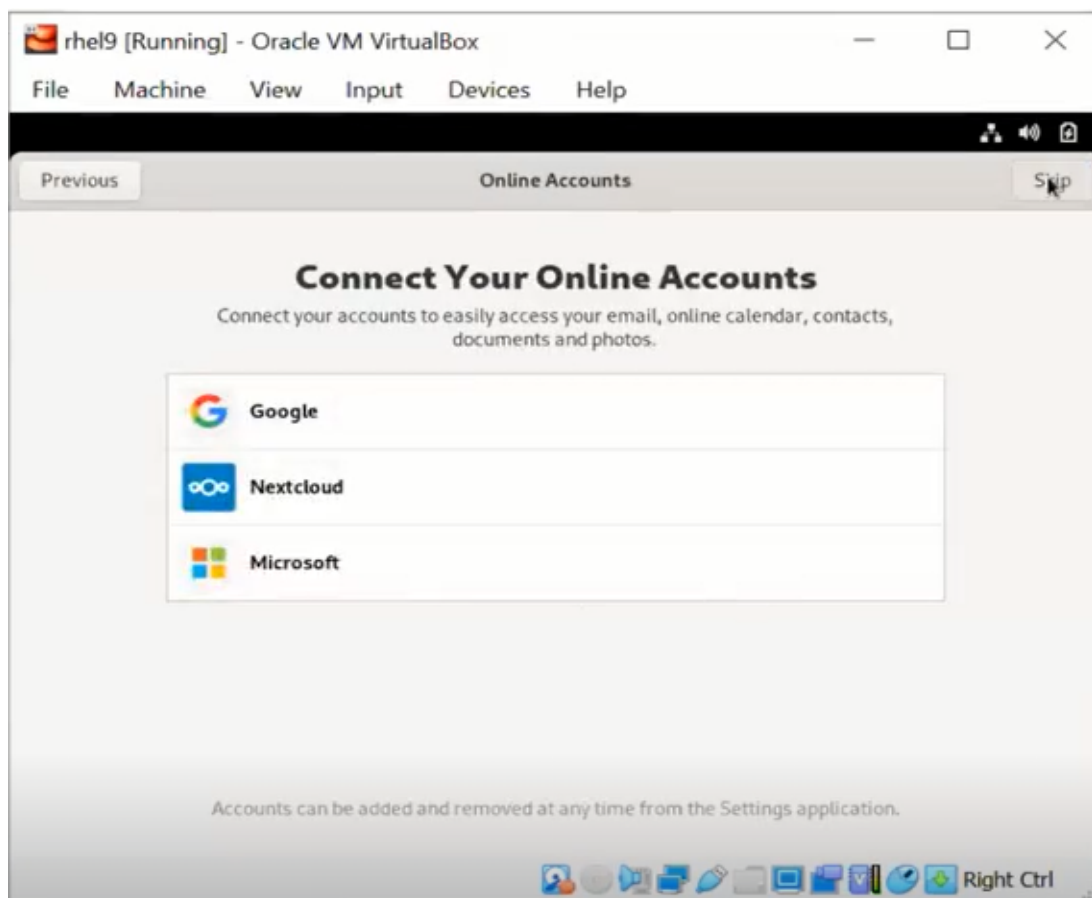 rhel9 [Running] - Oracle VM VirtualBox
File Machine View Input Devices Help
Previous Online Accounts Skip
Connect Your Online Accounts
Connect your accounts to easily access your email, online calendar, contacts,
documents and photos.
Google
Nextcloud
Microsoft
Accounts can be added and removed at any time from the Settings application.
Right Ctrl